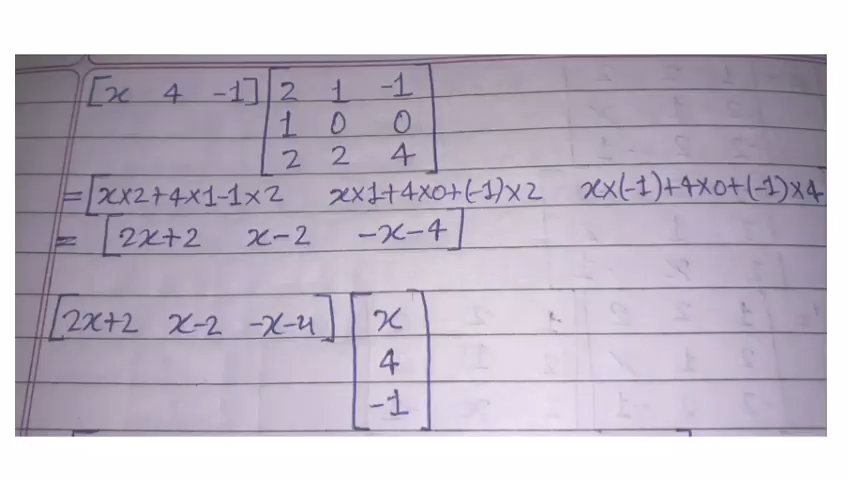 [x 4 -1] [2 1 -1
1 0 0
2 2 4]
= [x×2+4×1-1×2 x×1+4×0+(-1)×2 x×(-1)+4×0+(-1)×4
= [2x+2 x-2 -x-4]
[2x+2 x-2 -x-4] [x
4
-1]